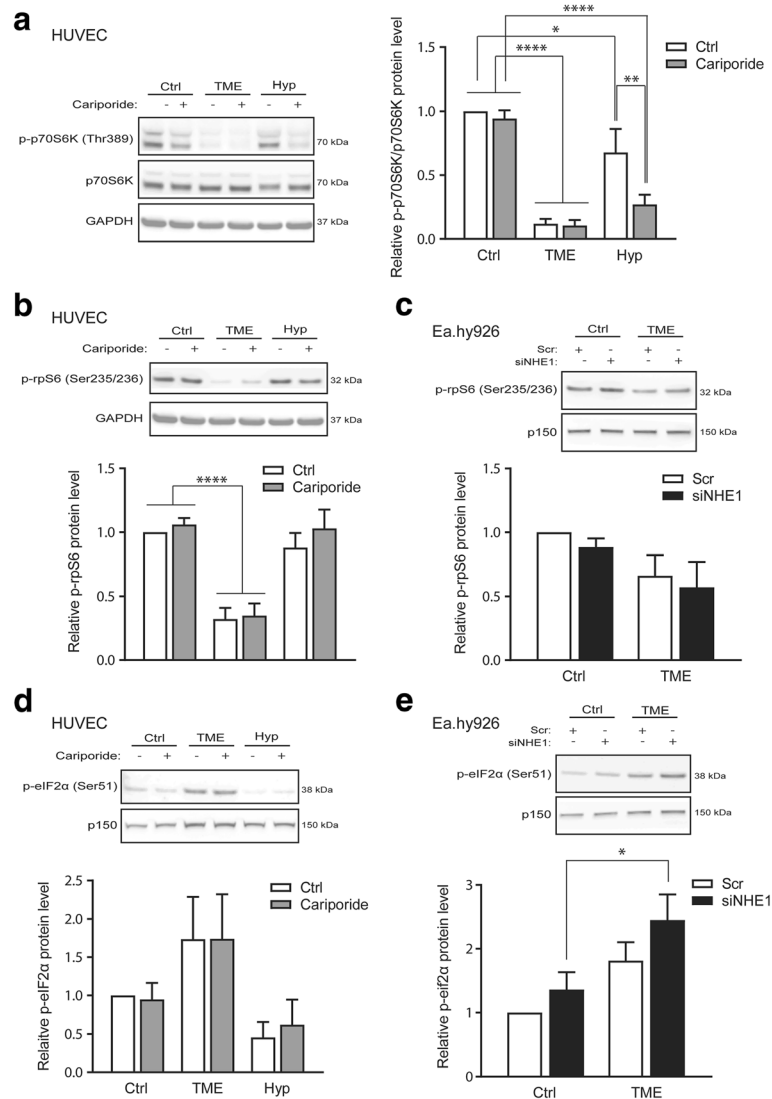 a
HUVEC
Ctrl TME Hyp
Cariporide: - + - + - +
p-p70S6K (Thr389) 70 kDa
p70S6K 70 kDa
GAPDH 37 kDa
Relative p-p70S6K/p70S6K protein level
1.5
1.0
0.5
0.0
****
*
****
**
Ctrl
Cariporide
Ctrl TME Hyp
b
HUVEC
Ctrl TME Hyp
Cariporide: - + - + - +
p-rpS6 (Ser235/236) 32 kDa
GAPDH 37 kDa
Relative p-rpS6 protein level
1.5
1.0
0.5
0.0
****
Ctrl
Cariporide
Ctrl TME Hyp
c
Ea.hy926
Ctrl TME
Scr: + - + -
siNHE1: - + - +
p-rpS6 (Ser235/236) 32 kDa
p150 150 kDa
Relative p-rpS6 protein level
1.5
1.0
0.5
0.0
Scr
siNHE1
Ctrl TME
d
HUVEC
Ctrl TME Hyp
Cariporide: - + - + - +
p-eIF2α (Ser51) 38 kDa
p150 150 kDa
Relaitve p-eIF2α protein level
2.5
2.0
1.5
1.0
0.5
0.0
Ctrl
Cariporide
Ctrl TME Hyp
e
Ea.hy926
Ctrl TME
Scr: + - + -
siNHE1: - + - +
p-eIF2α (Ser51) 38 kDa
p150 150 kDa
Relative p-eif2α protein level
3
2
1
0
*
Scr
siNHE1
Ctrl TME